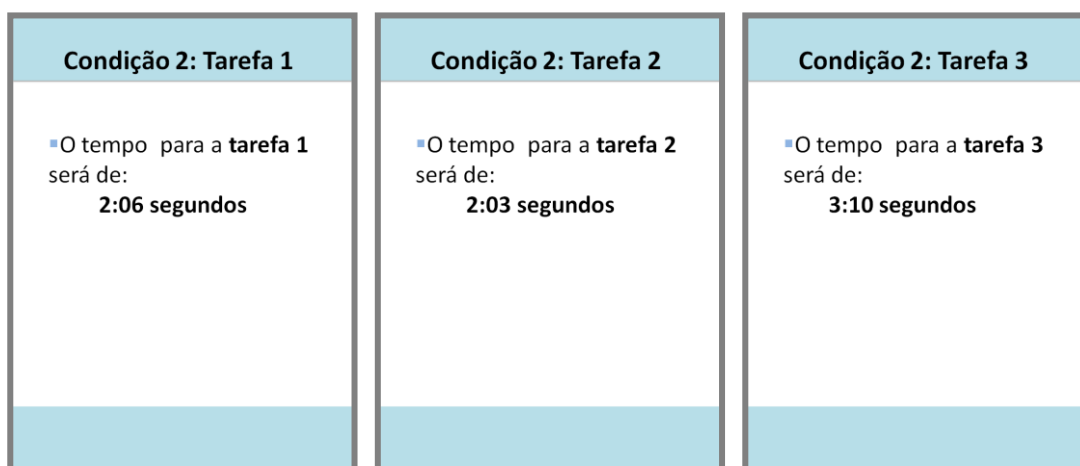 Condição 2: Tarefa 1
▪O tempo para a tarefa 1
será de:
2:06 segundos
Condição 2: Tarefa 2
▪O tempo para a tarefa 2
será de:
2:03 segundos
Condição 2: Tarefa 3
▪O tempo para a tarefa 3
será de:
3:10 segundos